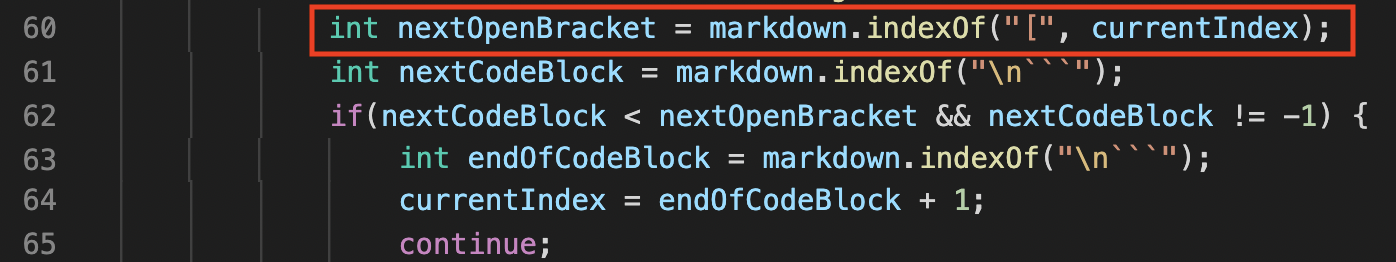 60 int nextOpenBracket = markdown.indexOf("[", currentIndex);
61 int nextCodeBlock = markdown.indexOf("\n```");
62 if(nextCodeBlock < nextOpenBracket && nextCodeBlock != -1) {
63 int endOfCodeBlock = markdown.indexOf("\n```");
64 currentIndex = endOfCodeBlock + 1;
65 continue;